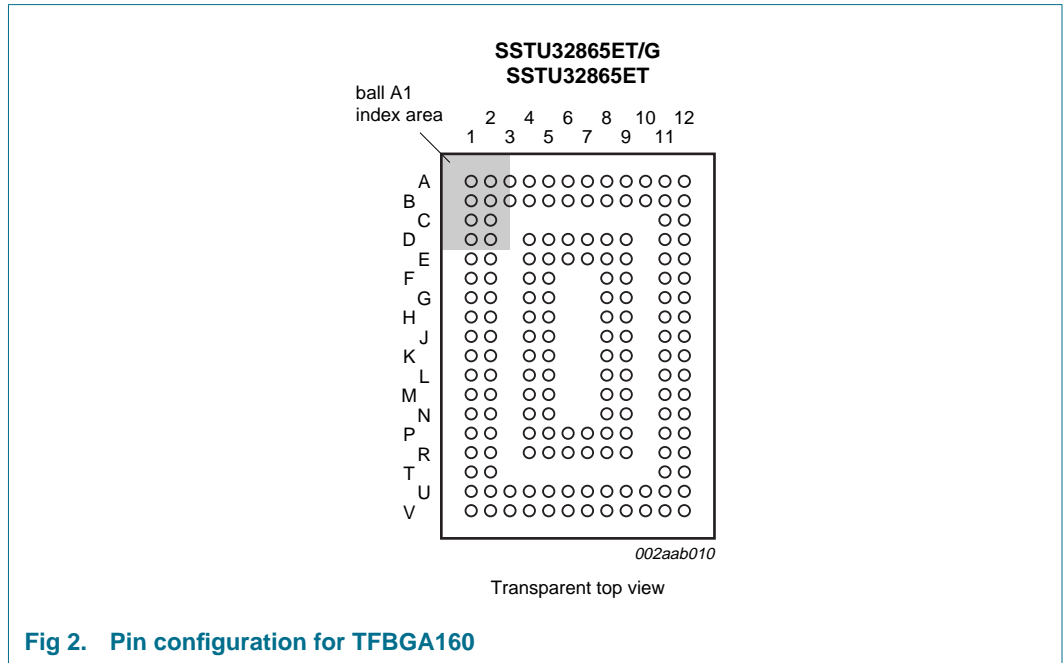 SSTU32865ET/G
SSTU32865ET
ball A1
index area
2 4 6 8 10 12
1 3 5 7 9 11
A
B
C
D
E
F
G
H
J
K
L
M
N
P
R
T
U
V
002aab010
Transparent top view
Fig 2. Pin configuration for TFBGA160